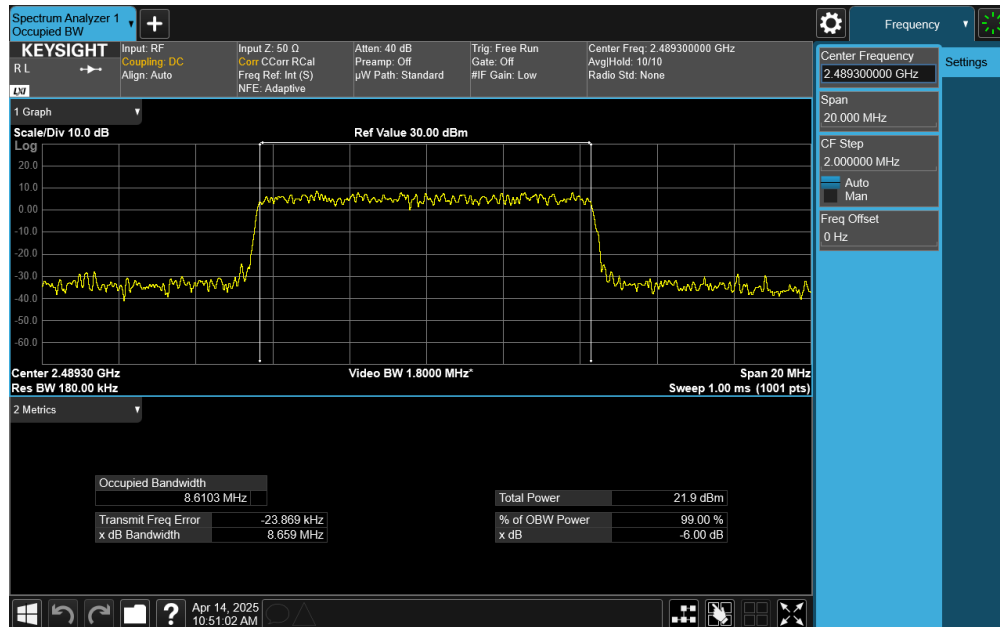 Spectrum Analyzer 1
Occupied BW
+
Frequency
KEYSIGHT
R L
LXI
Input: RF
Coupling: DC
Align: Auto
Input Z: 50 Ω
Corr CCorr RCal
Freq Ref: Int (S)
NFE: Adaptive
Atten: 40 dB
Preamp: Off
µW Path: Standard
Trig: Free Run
Gate: Off
#IF Gain: Low
Center Freq: 2.489300000 GHz
Avg|Hold: 10/10
Radio Std: None
Center Frequency
2.489300000 GHz
Settings
Span
20.000 MHz
CF Step
2.000000 MHz
Auto
Man
Freq Offset
0 Hz
1 Graph
Scale/Div 10.0 dB
Ref Value 30.00 dBm
Log
20.0
10.0
0.00
-10.0
-20.0
-30.0
-40.0
-50.0
-60.0
Center 2.48930 GHz
Video BW 1.8000 MHz*
Span 20 MHz
Res BW 180.00 kHz
Sweep 1.00 ms (1001 pts)
2 Metrics
Occupied Bandwidth
8.6103 MHz
Total Power 21.9 dBm
Transmit Freq Error -23.869 kHz
% of OBW Power 99.00 %
x dB Bandwidth 8.659 MHz
x dB -6.00 dB
?
Apr 14, 2025
10:51:02 AM